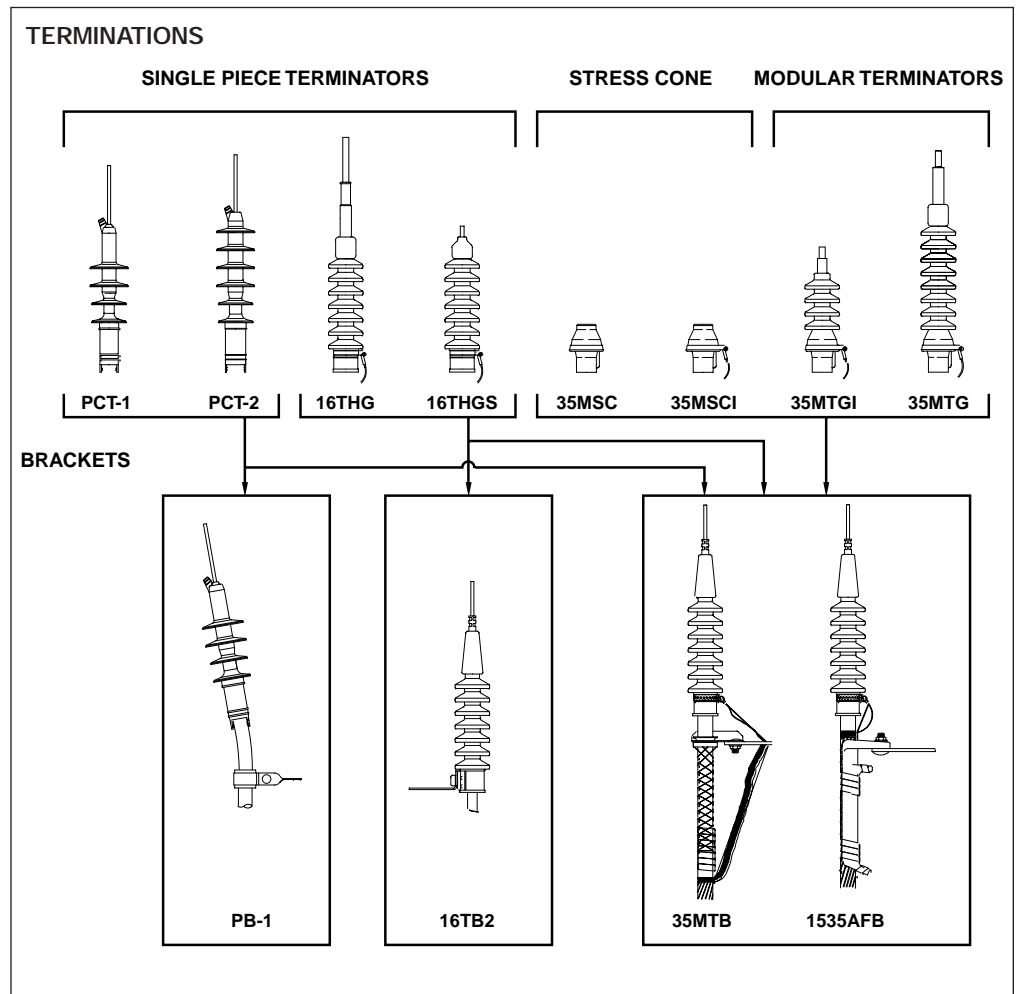 TERMINATIONS
SINGLE PIECE TERMINATORS STRESS CONE MODULAR TERMINATORS
PCT-1 PCT-2 16THG 16THGS 35MSC 35MSCI 35MTGI 35MTG
BRACKETS
PB-1 16TB2 35MTB 1535AFB